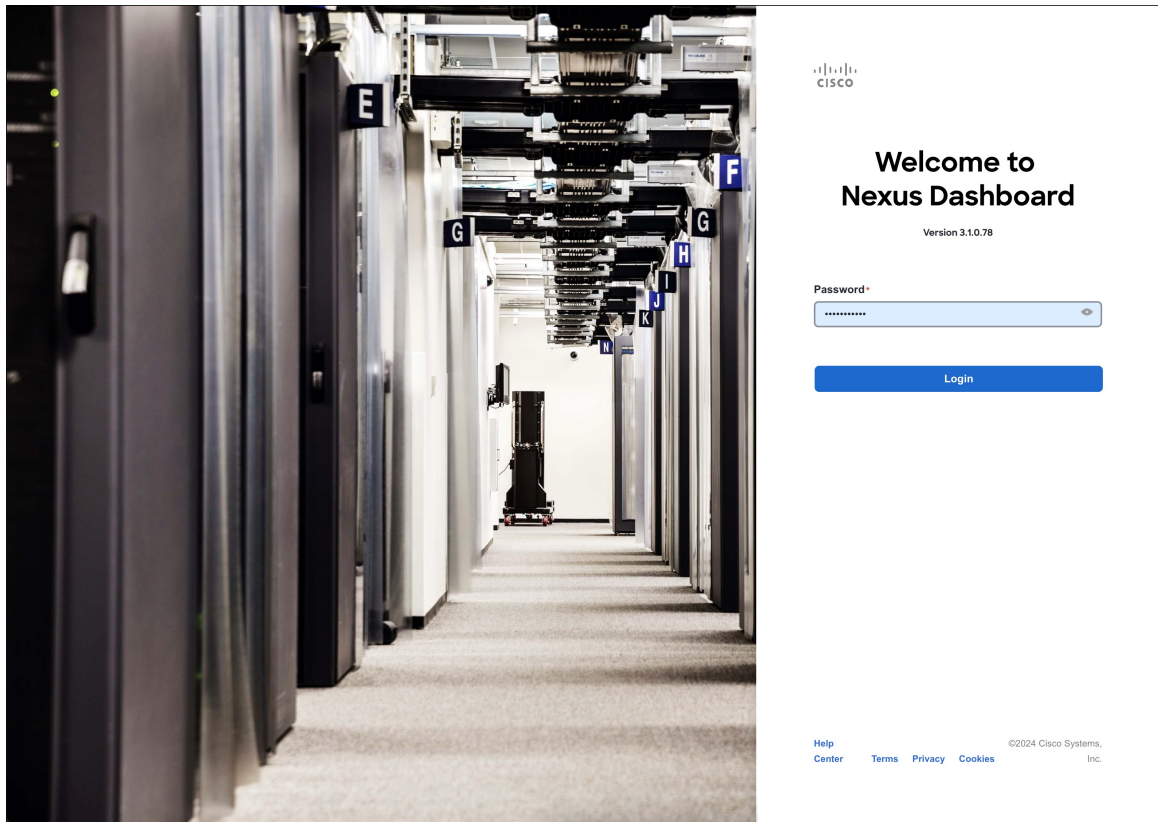 E
F
G
G
H
I
J
K
N
CISCO
Welcome to
Nexus Dashboard
Version 3.1.0.78
Password*
•••••••••••
Login
Help
Center
Terms
Privacy
Cookies
©2024 Cisco Systems,
Inc.